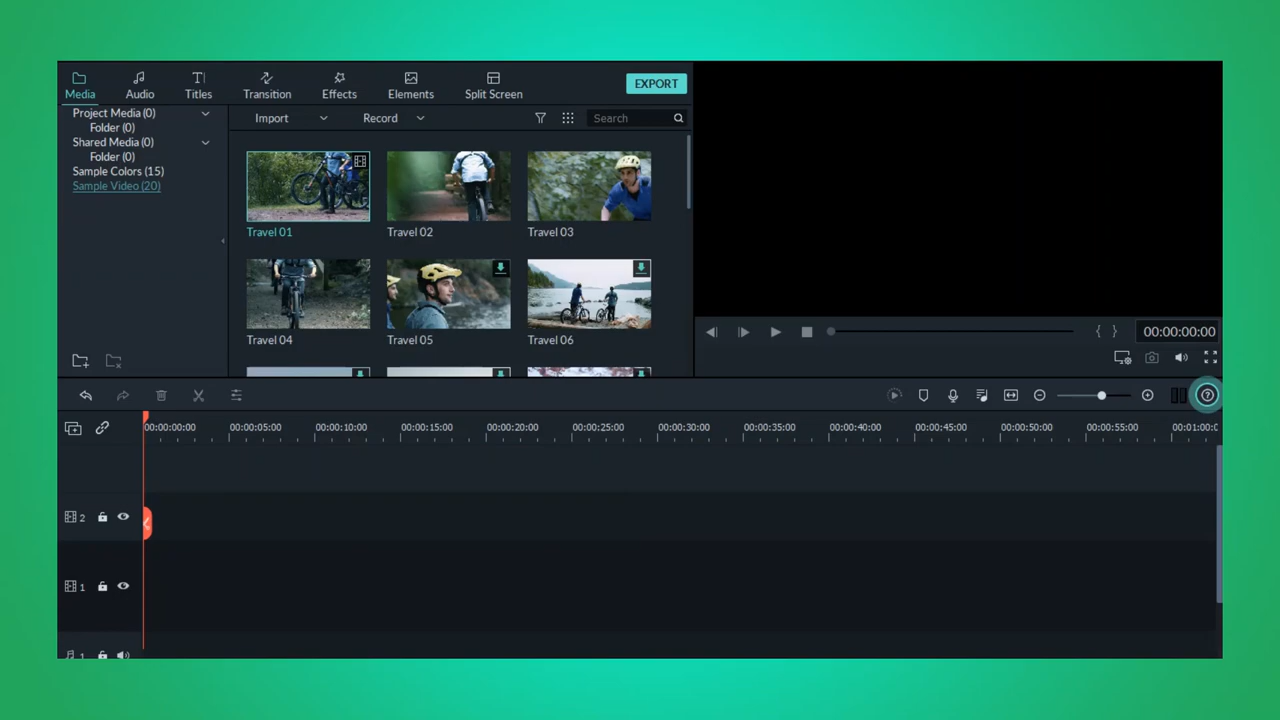 Media Audio Titles Transition Effects Elements Split Screen EXPORT
Project Media (0)
Folder (0)
Shared Media (0)
Folder (0)
Sample Colors (15)
Sample Video (20)
Import Record Search
Travel 01 Travel 02 Travel 03
Travel 04 Travel 05 Travel 06
00:00:00:00
00:00:00:00 00:00:05:00 00:00:10:00 00:00:15:00 00:00:20:00 00:00:25:00 00:00:30:00 00:00:35:00 00:00:40:00 00:00:45:00 00:00:50:00 00:00:55:00 00:01:00:0
2
1
1